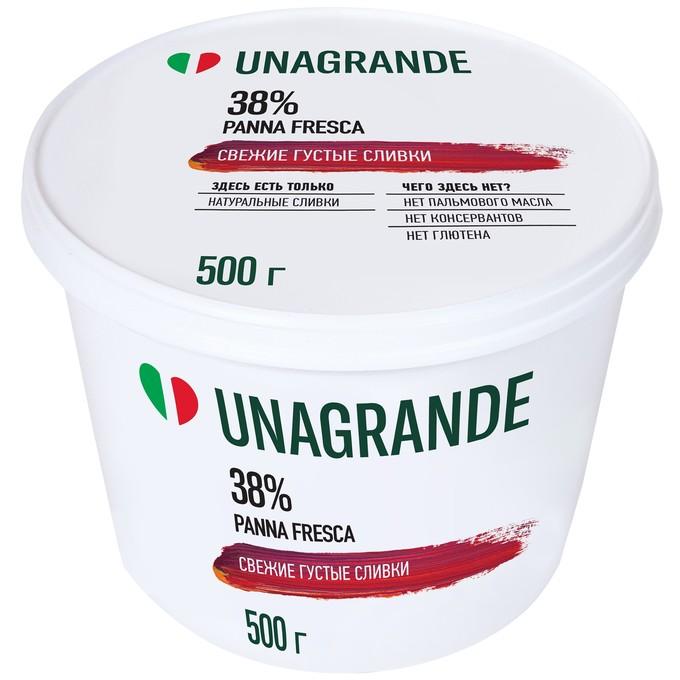 UNAGRANDE
38%
PANNA FRESCA
СВЕЖИЕ ГУСТЫЕ СЛИВКИ
ЗДЕСЬ ЕСТЬ ТОЛЬКО
НАТУРАЛЬНЫЕ СЛИВКИ
ЧЕГО ЗДЕСЬ НЕТ?
НЕТ ПАЛЬМОВОГО МАСЛА
НЕТ КОНСЕРВАНТОВ
НЕТ ГЛЮТЕНА
500 г
UNAGRANDE
38%
PANNA FRESCA
СВЕЖИЕ ГУСТЫЕ СЛИВКИ
500 г